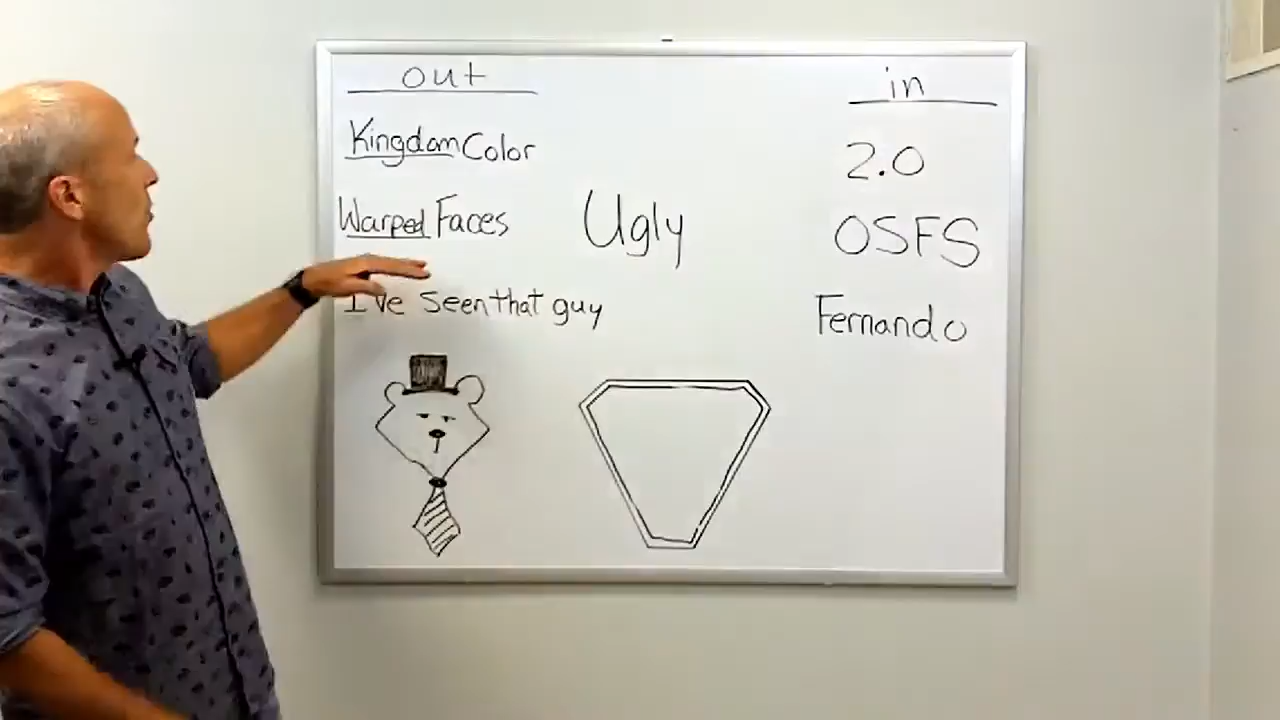 out
in
Kingdom Color
2.0
Warped Faces
Ugly
OSFS
I've seen that guy
Fernando